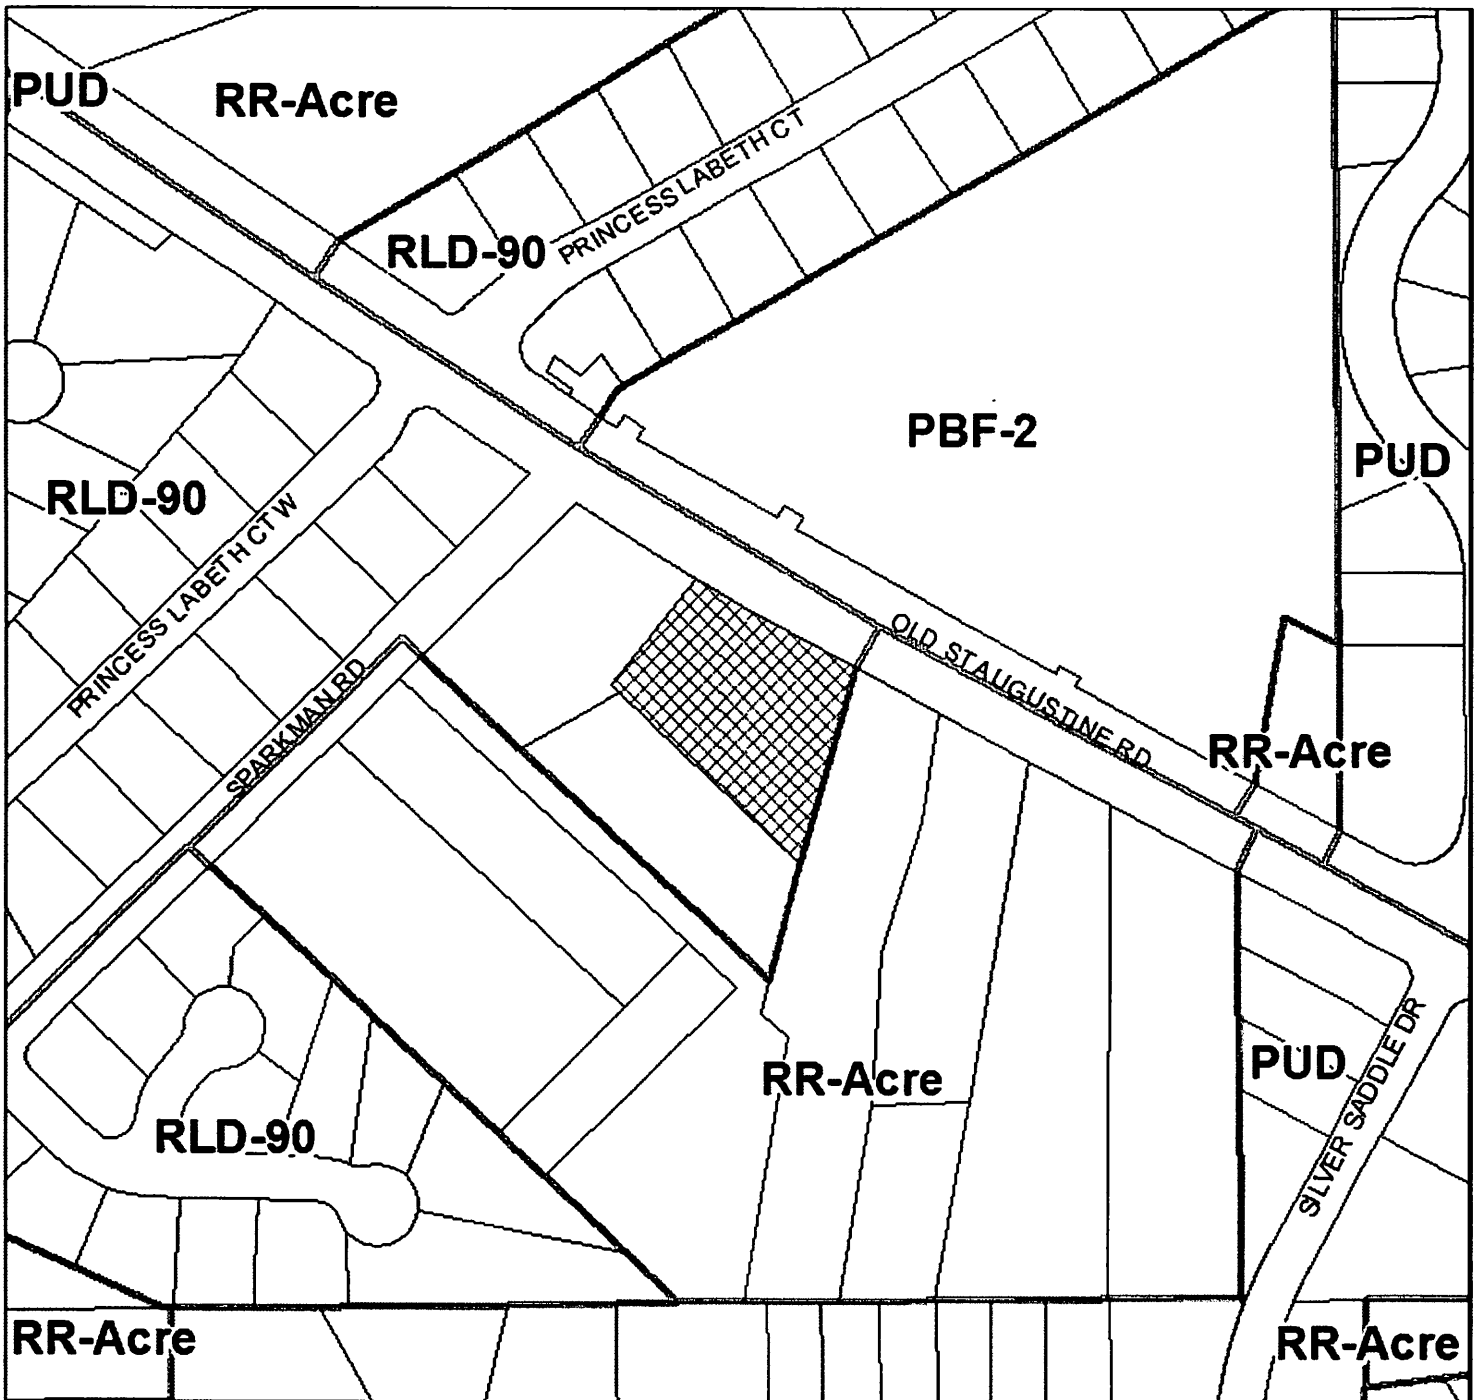 PUD
RR-Acre
PRINCESS LABETH CT
RLD-90
PBF-2
PUD
RLD-90
PRINCESS LABETH CT W
OLD ST AUGUSTINE RD
SPARKMAN RD
RR-Acre
RR-Acre
PUD
SILVER SADDLE DR
RLD-90
RR-Acre
RR-Acre